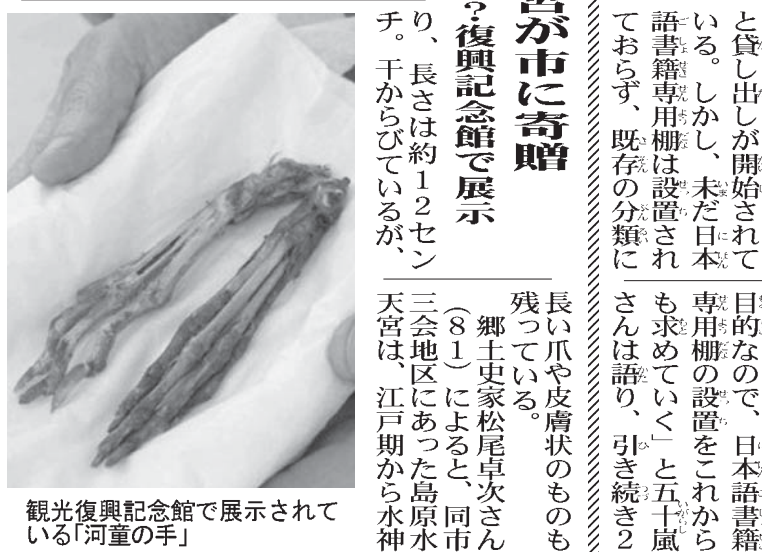 と貸し出しが開始されて
いる。しかし、未だ日本
語書籍専用棚は設置され
ておらず、既存の分類に
目的なので、日本語書籍
専用棚の設置をこれから
も求めていく」と五十嵐
さんは語り、引き続き2
が市に寄贈
?復興記念館で展示
り、長さは約12セン
チ。干からびているが、
長い爪や皮膚状のものも
残っている。
郷土史家松尾卓次さん
(81)によると、同市
三会地区にあった島原水
天宮は、江戸期から水神
観光復興記念館で展示されて
いる「河童の手」